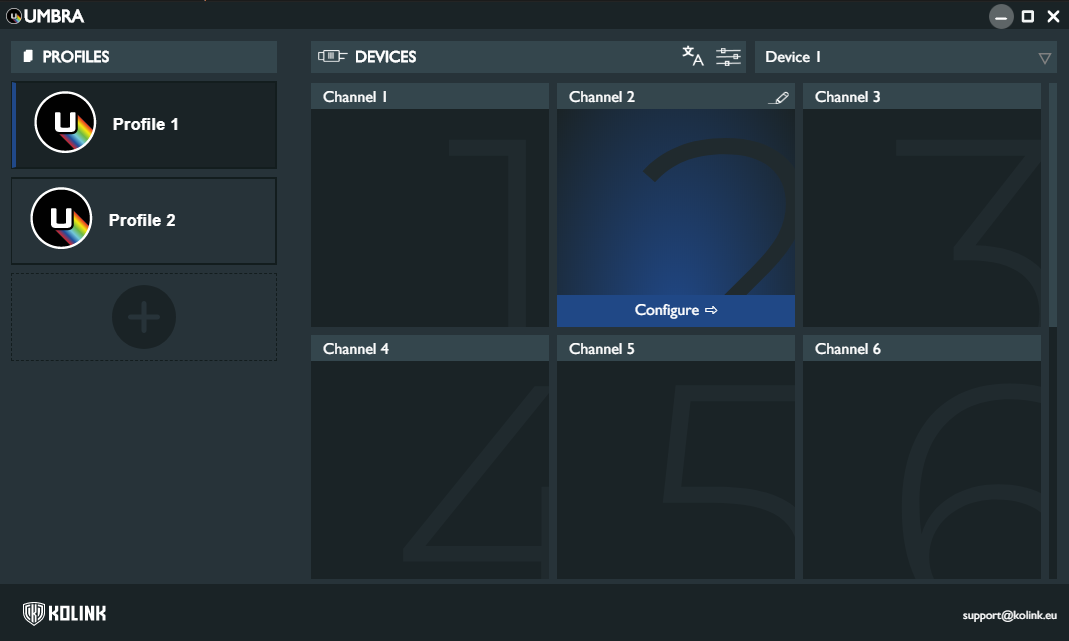 UMBRA
PROFILES
Profile 1
Profile 2
DEVICES
Device 1
Channel 1
1
Channel 2
2
Configure ⇨
Channel 3
3
Channel 4
4
Channel 5
5
Channel 6
6
KOLINK
support@kolink.eu